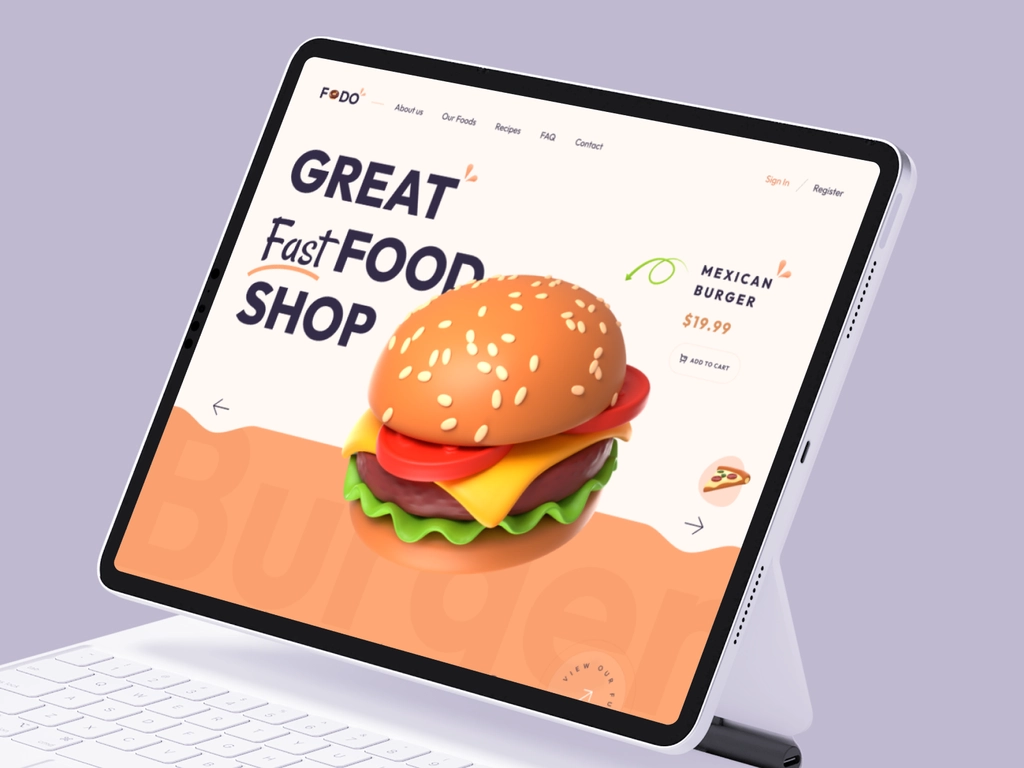 FODO
About us
Our Foods
Recipes
FAQ
Contact
Sign In / Register
GREAT
Fast FOOD
SHOP
MEXICAN
BURGER
$19.99
ADD TO CART
Burger
VIEW OUR